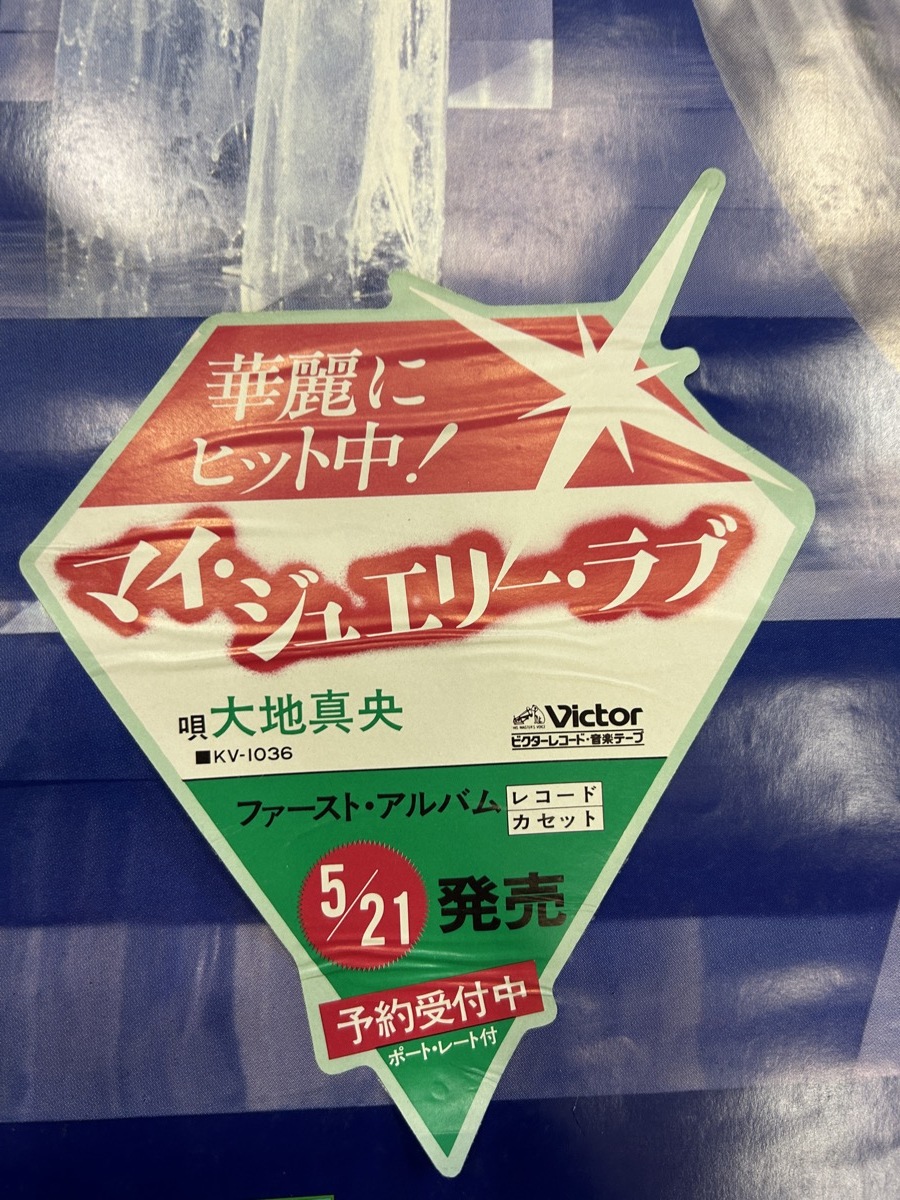 華麗に
ヒット中!
マイ・ジュエリー・ラブ
唄大地真央
■KV-1036
Victor
ビクターレコード・音楽テープ
ファースト・アルバム
レコード
カセット
5/21発売
予約受付中
ポート・レート付